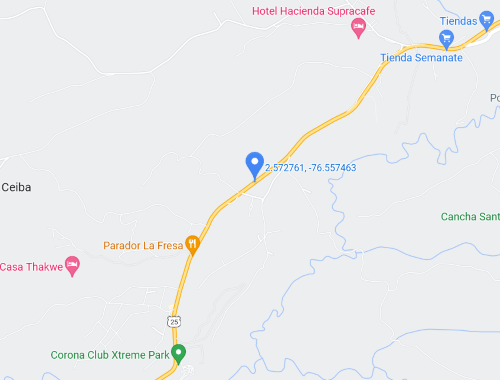 Hotel Hacienda Supracafe
Tiendas
Tienda Semanate
Po
2.572761, -76.557463
Ceiba
Cancha Sant
Parador La Fresa
Casa Thakwe
25
Corona Club Xtreme Park